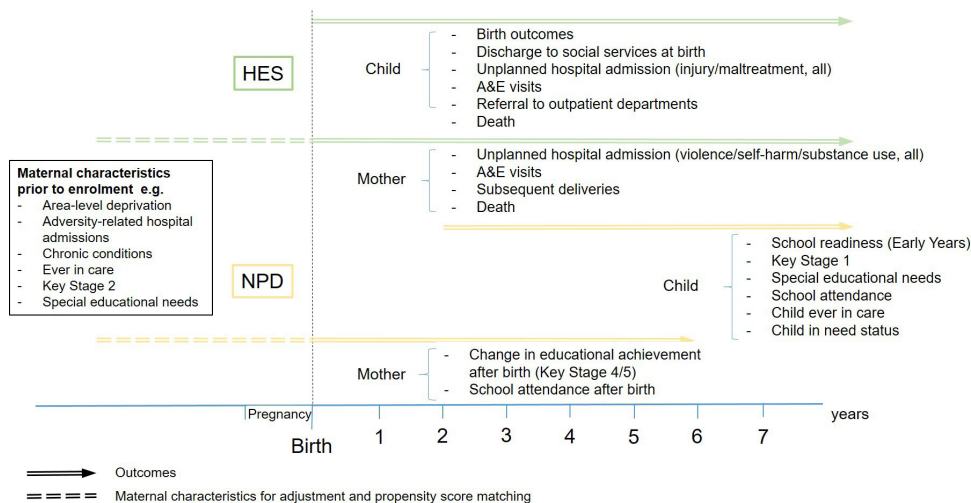 HES
Child
- Birth outcomes
- Discharge to social services at birth
- Unplanned hospital admission (injury/maltreatment, all)
- A&E visits
- Referral to outpatient departments
- Death
Mother
- Unplanned hospital admission (violence/self-harm/substance use, all)
- A&E visits
- Subsequent deliveries
- Death
Maternal characteristics
prior to enrolment e.g.
- Area-level deprivation
- Adversity-related hospital
admissions
- Chronic conditions
- Ever in care
- Key Stage 2
- Special educational needs
NPD
Child
- School readiness (Early Years)
- Key Stage 1
- Special educational needs
- School attendance
- Child ever in care
- Child in need status
Mother
- Change in educational achievement
after birth (Key Stage 4/5)
- School attendance after birth
Pregnancy
Birth
1 2 3 4 5 6 7
years
Outcomes
Maternal characteristics for adjustment and propensity score matching